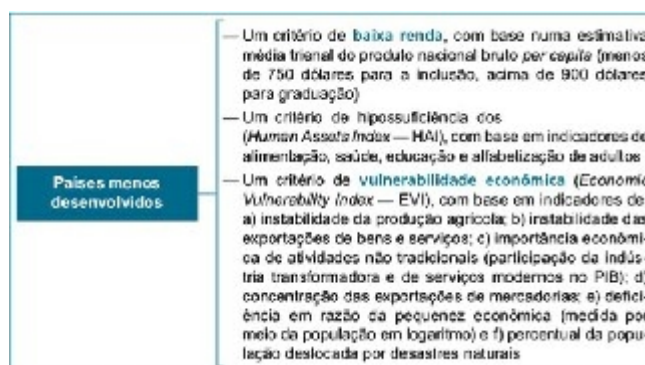 Países menos
desenvolvidos
— Um critério de baixa renda, com base numa estimativa
média trienal do produto nacional bruto per capita (menos
de 750 dólares para a inclusão, acima de 900 dólares
para graduação)
— Um critério de hipossuficiência dos
(Human Assets Index — HAI), com base em indicadores de
alimentação, saúde, educação e alfabetização de adultos
— Um critério de vulnerabilidade econômica (Economic
Vulnerability Index — EVI), com base em indicadores de:
a) instabilidade da produção agrícola; b) instabilidade das
exportações de bens e serviços; c) importância econômi-
ca de atividades não tradicionais (participação da indús-
tria transformadora e de serviços modernos no PIB); d)
concentração das exportações de mercadorias; e) defici-
ência em razão da pequenez econômica (medida por
meio da população em logaritmo) e f) percentual da popu-
lação deslocada por desastres naturais